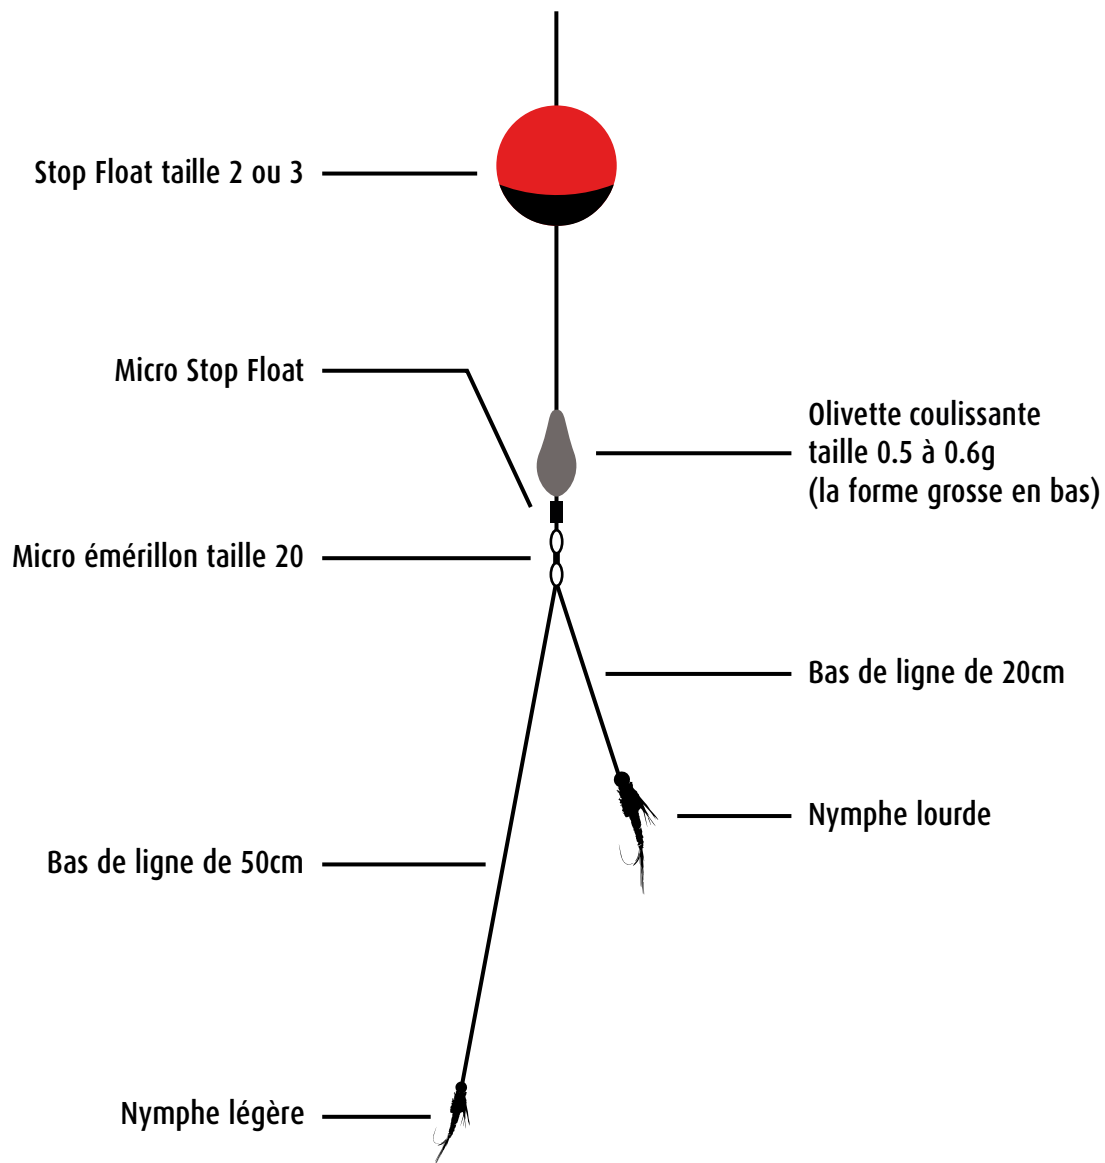 Stop Float taille 2 ou 3
Micro Stop Float
Olivette coulissante
taille 0.5 à 0.6g
(la forme grosse en bas)
Micro émérillon taille 20
Bas de ligne de 20cm
Nymphe lourde
Bas de ligne de 50cm
Nymphe légère